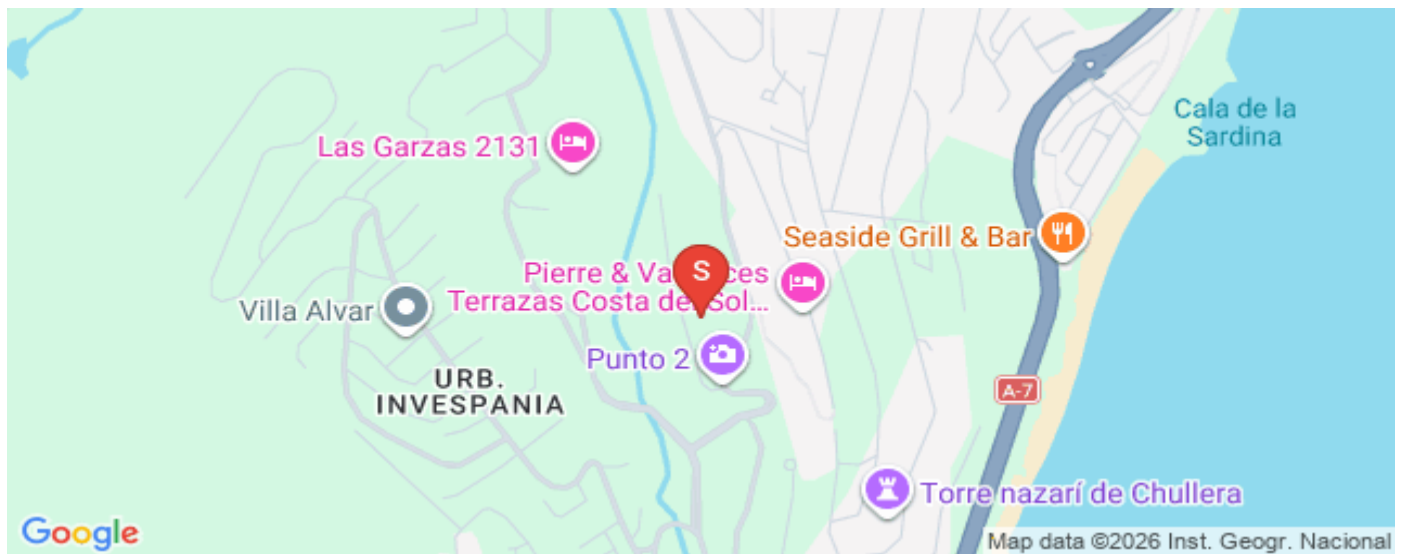 Cala de la
Sardina
Las Garzas 2131
Seaside Grill & Bar
Pierre & Va ces
Terrazas Costa del Sol...
S
Villa Alvar
Punto 2
URB.
INVESPANIA
A-7
Torre nazarí de Chullera
Google
Map data ©2026 Inst. Geogr. Nacional